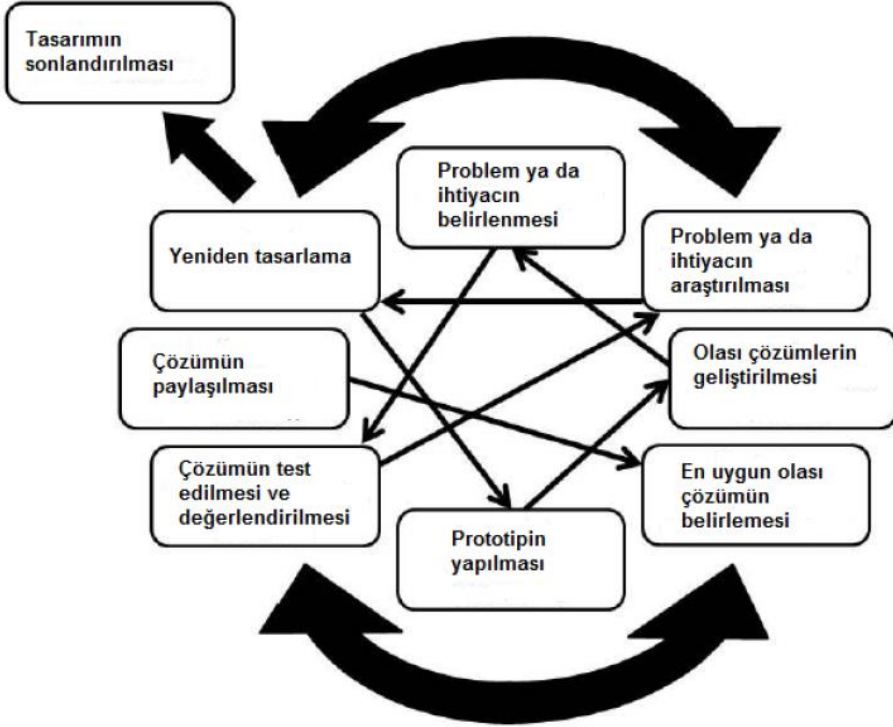 Tasarımın
sonlandırılması
Problem ya da
ihtiyacın
belirlenmesi
Yeniden tasarlama
Problem ya da
ihtiyacın
araştırılması
Çözümün
paylaşılması
Olası çözümlerin
geliştirilmesi
Çözümün test
edilmesi ve
değerlendirilmesi
En uygun olası
çözümün
belirlemesi
Prototipin
yapılması